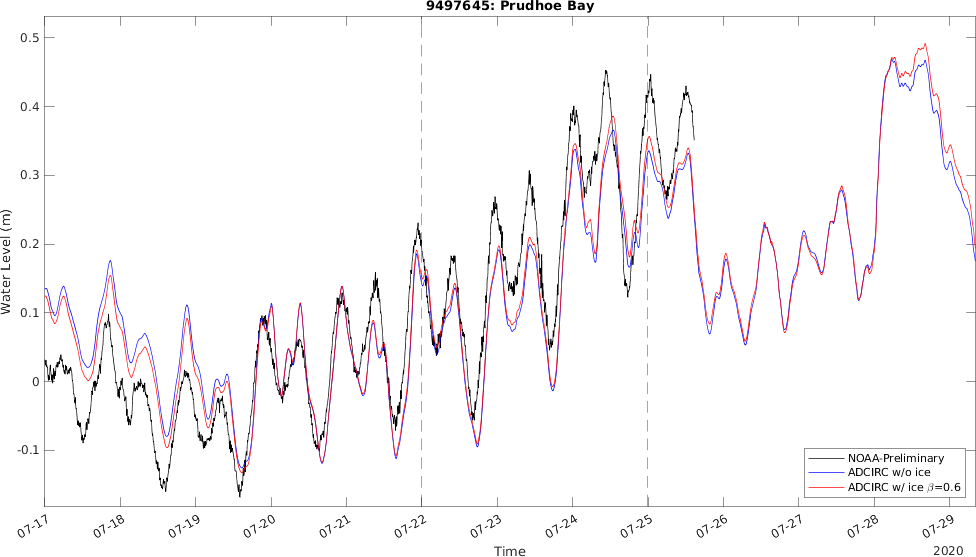 9497645: Prudhoe Bay
0.5
0.4
0.3
0.2
0.1
0
-0.1
Water Level (m)
NOAA-Preliminary
ADCIRC w/o ice
ADCIRC w/ ice β=0.6
07-17 07-18 07-19 07-20 07-21 07-22 07-23 07-24 07-25 07-26 07-27 07-28 07-29
Time
2020